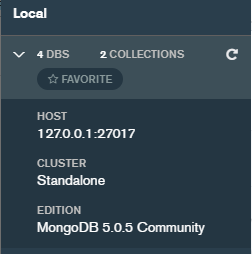 Local
4 DBS 2 COLLECTIONS
FAVORITE
HOST
127.0.0.1:27017
CLUSTER
Standalone
EDITION
MongoDB 5.0.5 Community